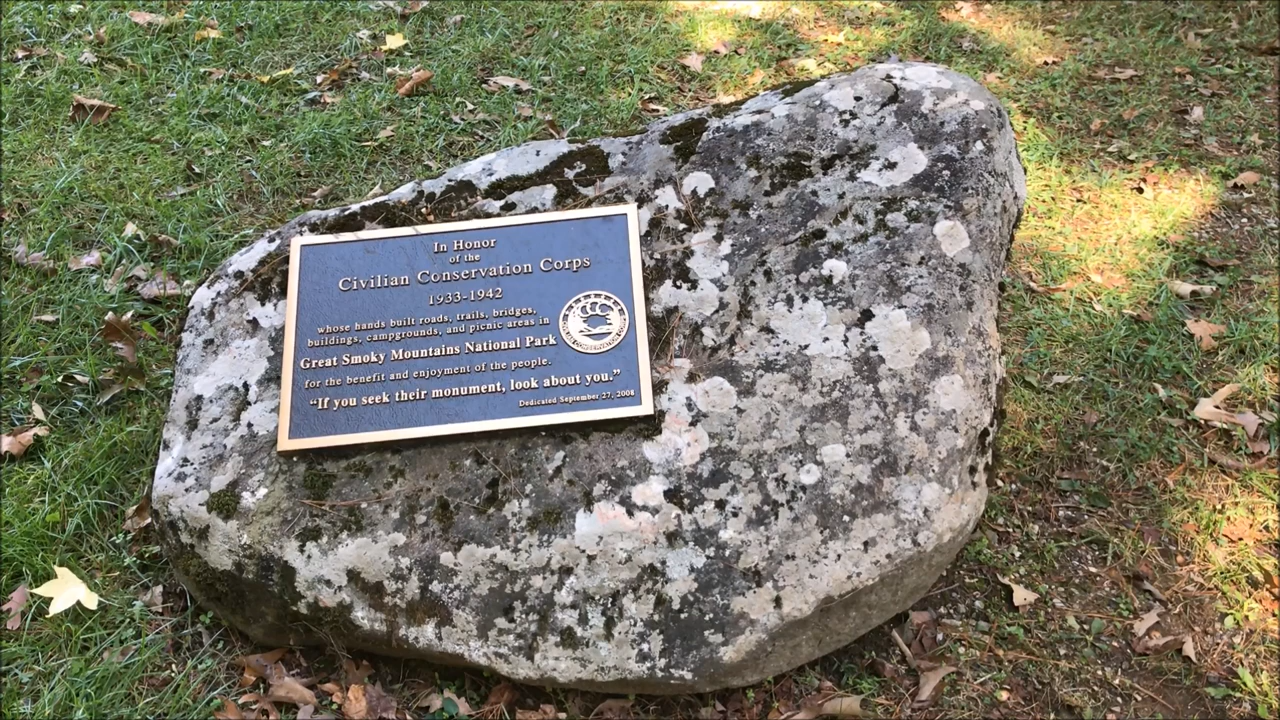 In Honor
of the
Civilian Conservation Corps
1933-1942
whose hands built roads, trails, bridges,
buildings, campgrounds, and picnic areas in
Great Smoky Mountains National Park
for the benefit and enjoyment of the people.
“If you seek their monument, look about you.”
Dedicated September 27, 2008
CCC